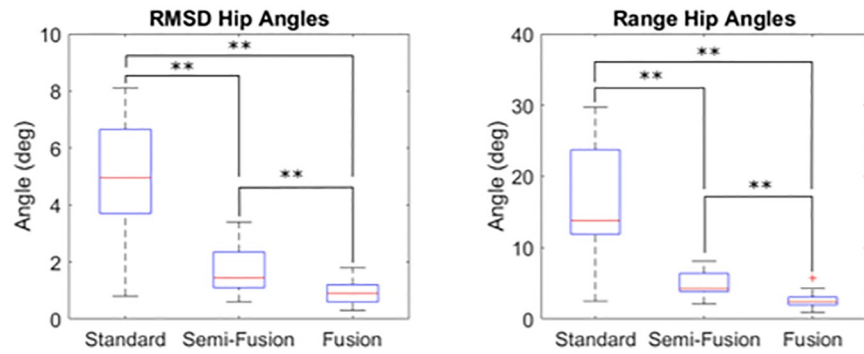 RMSD Hip Angles
10
8
6
4
2
0
Angle (deg)
**
**
**
Standard Semi-Fusion Fusion
Range Hip Angles
40
30
20
10
0
Angle (deg)
**
**
**
Standard Semi-Fusion Fusion